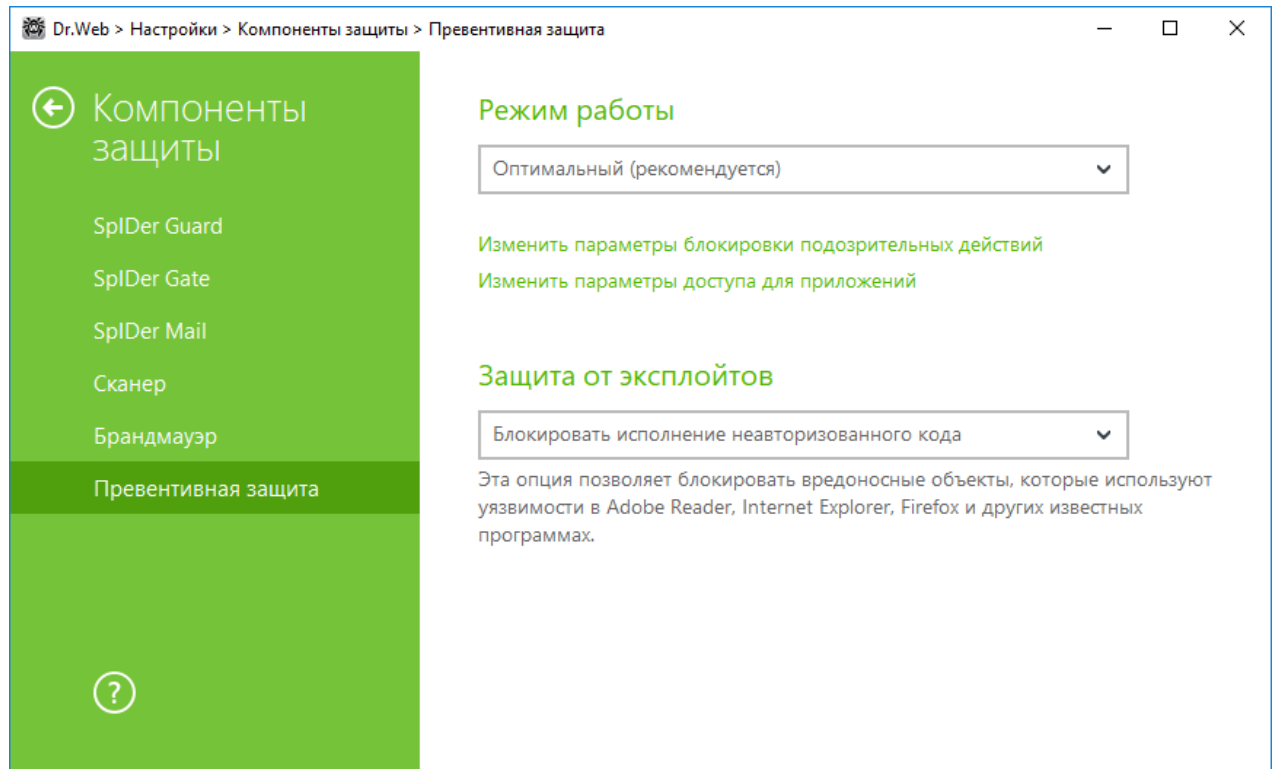 Dr.Web > Настройки > Компоненты защиты > Превентивная защита
Компоненты
защиты
SpIDer Guard
SpIDer Gate
SpIDer Mail
Сканер
Брандмауэр
Превентивная защита
?
Режим работы
Оптимальный (рекомендуется)
Изменить параметры блокировки подозрительных действий
Изменить параметры доступа для приложений
Защита от эксплойтов
Блокировать исполнение неавторизованного кода
Эта опция позволяет блокировать вредоносные объекты, которые используют
уязвимости в Adobe Reader, Internet Explorer, Firefox и других известных
программах.